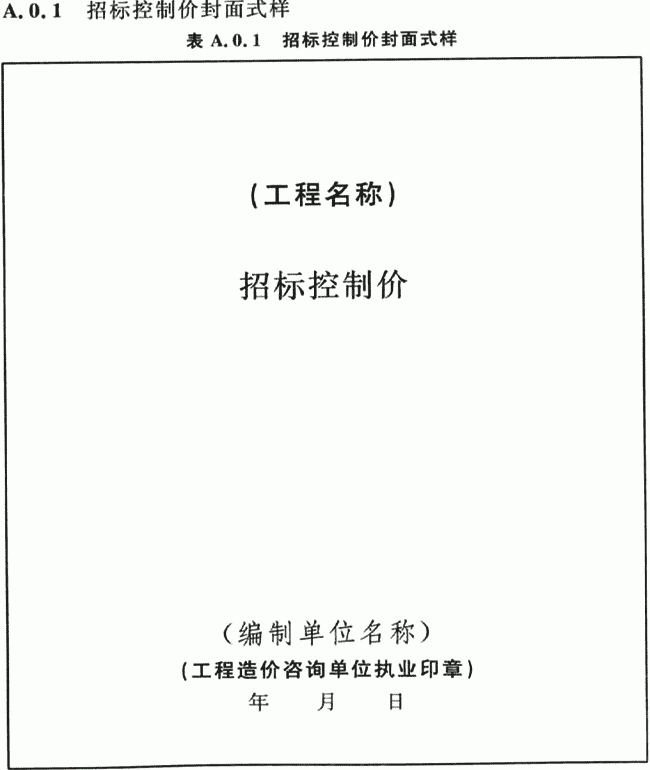 A.0.1 招标控制价封面式样
表 A.0.1 招标控制价封面式样
(工程名称)
招标控制价
(编制单位名称)
(工程造价咨询单位执业印章)
年 月 日